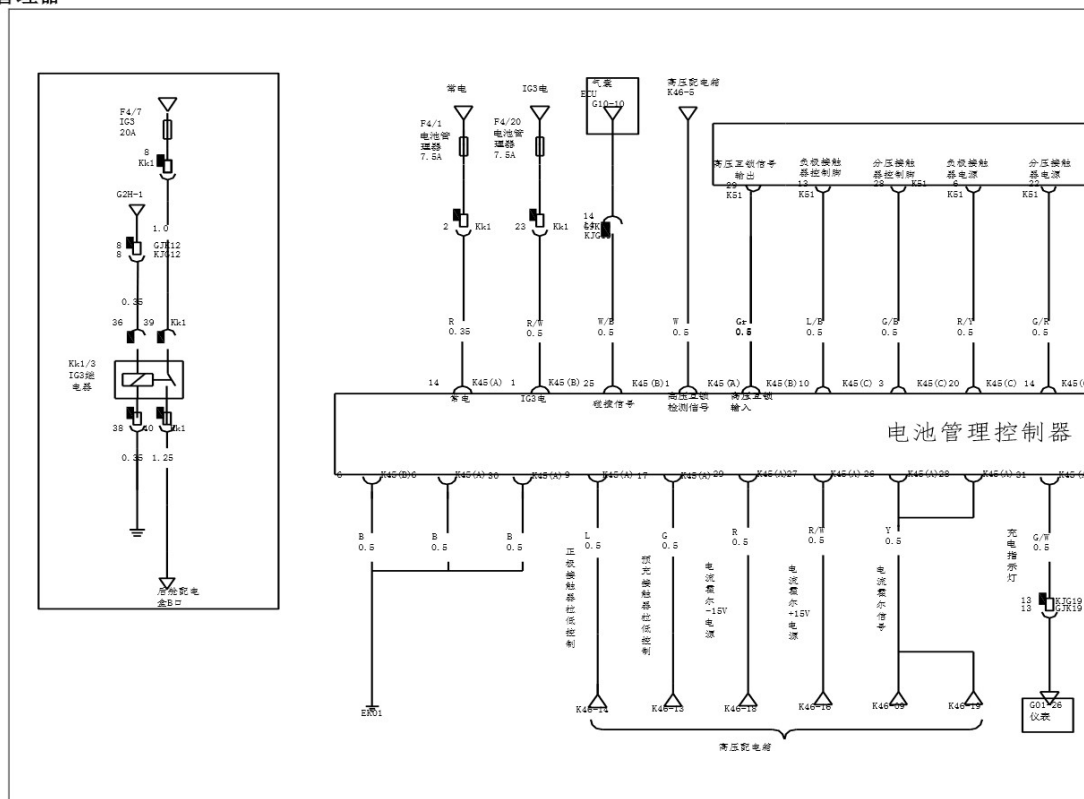 管理器
F4/7
IG3
20A
8
Kk1
G2H-1
1.0
8
GJK12
8
KJG12
0.35
36
39
Kk1
Kk1/3
IG3继
电器
38
40
Kk1
0.35
1.25
后舱配电
盒B口
常电
F4/1
电池管
理器
7.5A
2
Kk1
R
0.35
IG3电
F4/20
电池管
理器
7.5A
23
Kk1
R/W
0.5
气囊
ECU
G10-10
14
W/B
0.5
高压配电箱
K46-5
W
0.5
高压互锁信号
输出
29
K51
Gr
0.5
负极接触
器控制脚
13
K51
L/B
0.5
分压接触
器控制脚
28
K51
G/B
0.5
负极接触
器电源
6
K51
R/Y
0.5
分压接触
器电源
22
K51
G/R
0.5
14
K45(A)
1
K45(B)
25
K45(B)
1
K45(A)
K45(B)
10
K45(C)
3
K45(C)
20
K45(C)
14
常电
IG3电
碰撞信号
高压互锁
检测信号
高压互锁
输入
电池管理控制器
6
K45(B)
6
K45(A)
30
K45(A)
9
K45(A)
17
K45(A)
29
K45(A)
27
K45(A)
26
K45(A)
28
K45(A)
31
B
0.5
B
0.5
B
0.5
L
0.5
G
0.5
R
0.5
R/W
0.5
Y
0.5
G/W
0.5
正极接触器拉低控制
预充接触器拉低控制
电流霍尔-15V电源
电流霍尔+15V电源
电流霍尔信号
充电指示灯
13
KJG19
13
GJK19
EK01
K46-14
K46-13
K46-18
K46-16
K46-09
K46-19
G01-26
仪表
高压配电箱